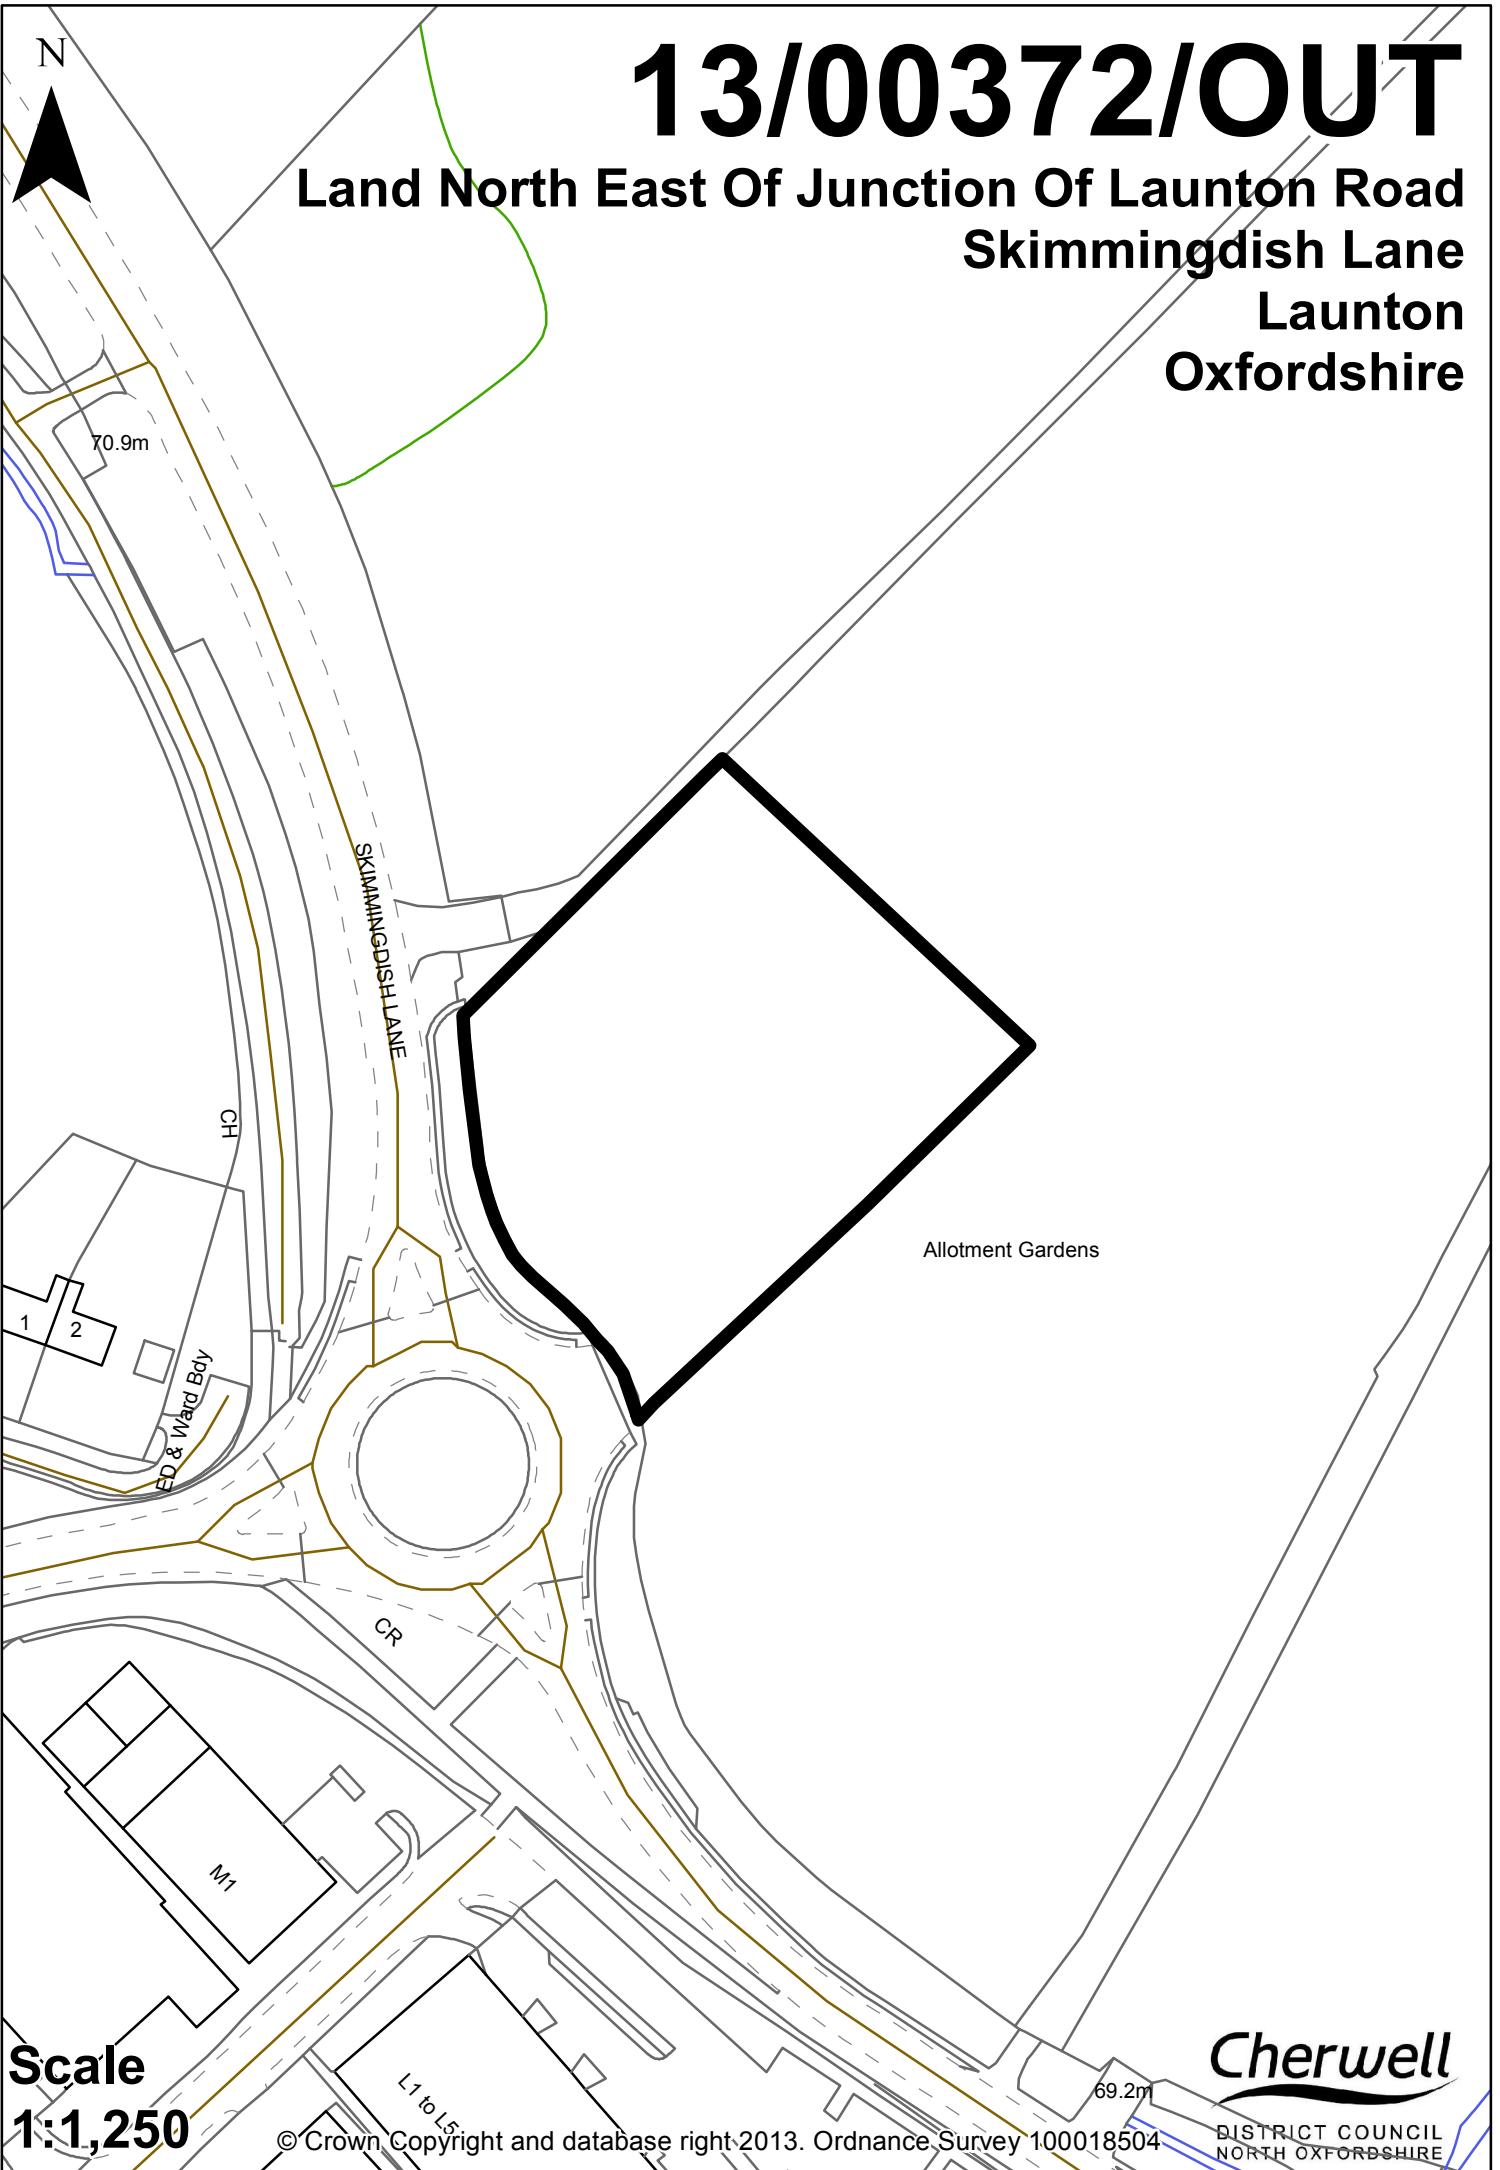 N
13/00372/OUT
Land North East Of Junction Of Launton Road
Skimmingdish Lane
Launton
Oxfordshire
70.9m
SKIMMINGDISH LANE
CH
Allotment Gardens
1
2
ED & Ward Bdy
CR
M1
L1 to L5
69.2m
Scale
1:1,250
© Crown Copyright and database right 2013. Ordnance Survey 100018504
Cherwell
DISTRICT COUNCIL
NORTH OXFORDSHIRE